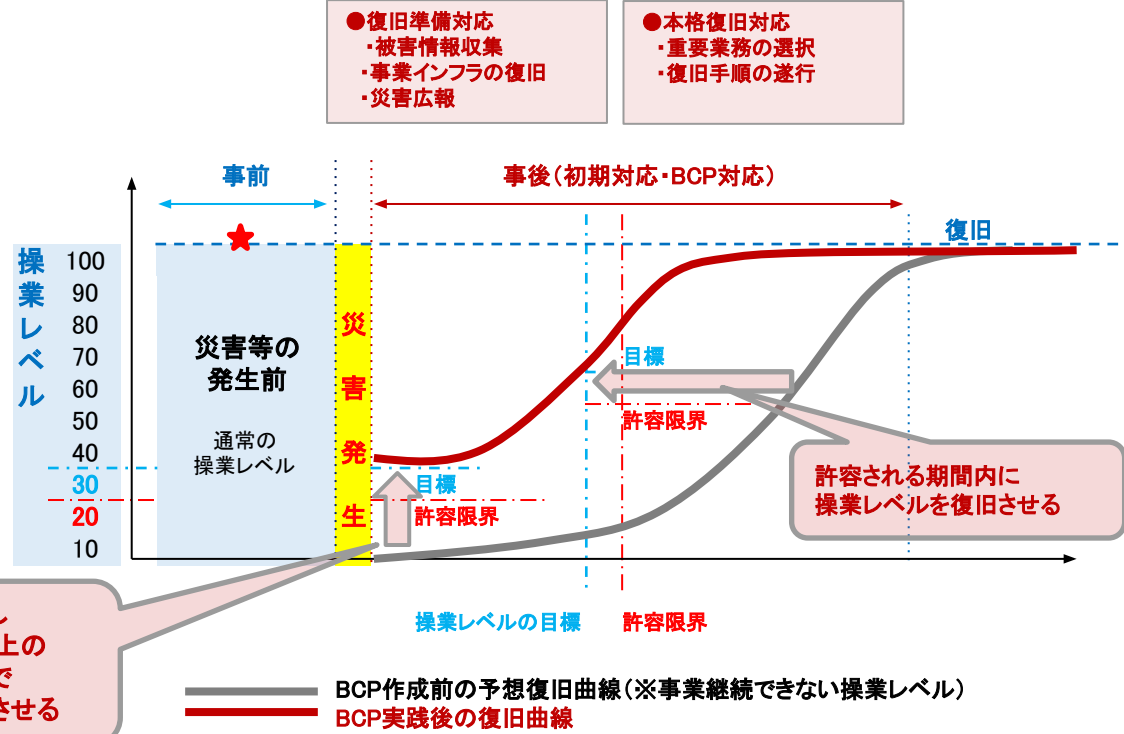 ●復旧準備対応
・被害情報収集
・事業インフラの復旧
・災害広報
●本格復旧対応
・重要業務の選択
・復旧手順の遂行
事前
事後(初期対応・BCP対応)
復旧
操業レベル
100
90
80
70
60
50
40
30
20
10
災害等の
発生前
通常の
操業レベル
災害発生
目標
許容限界
目標
許容限界
許容される期間内に
操業レベルを復旧させる
上の
で
させる
操業レベルの目標
許容限界
BCP作成前の予想復旧曲線(※事業継続できない操業レベル)
BCP実践後の復旧曲線